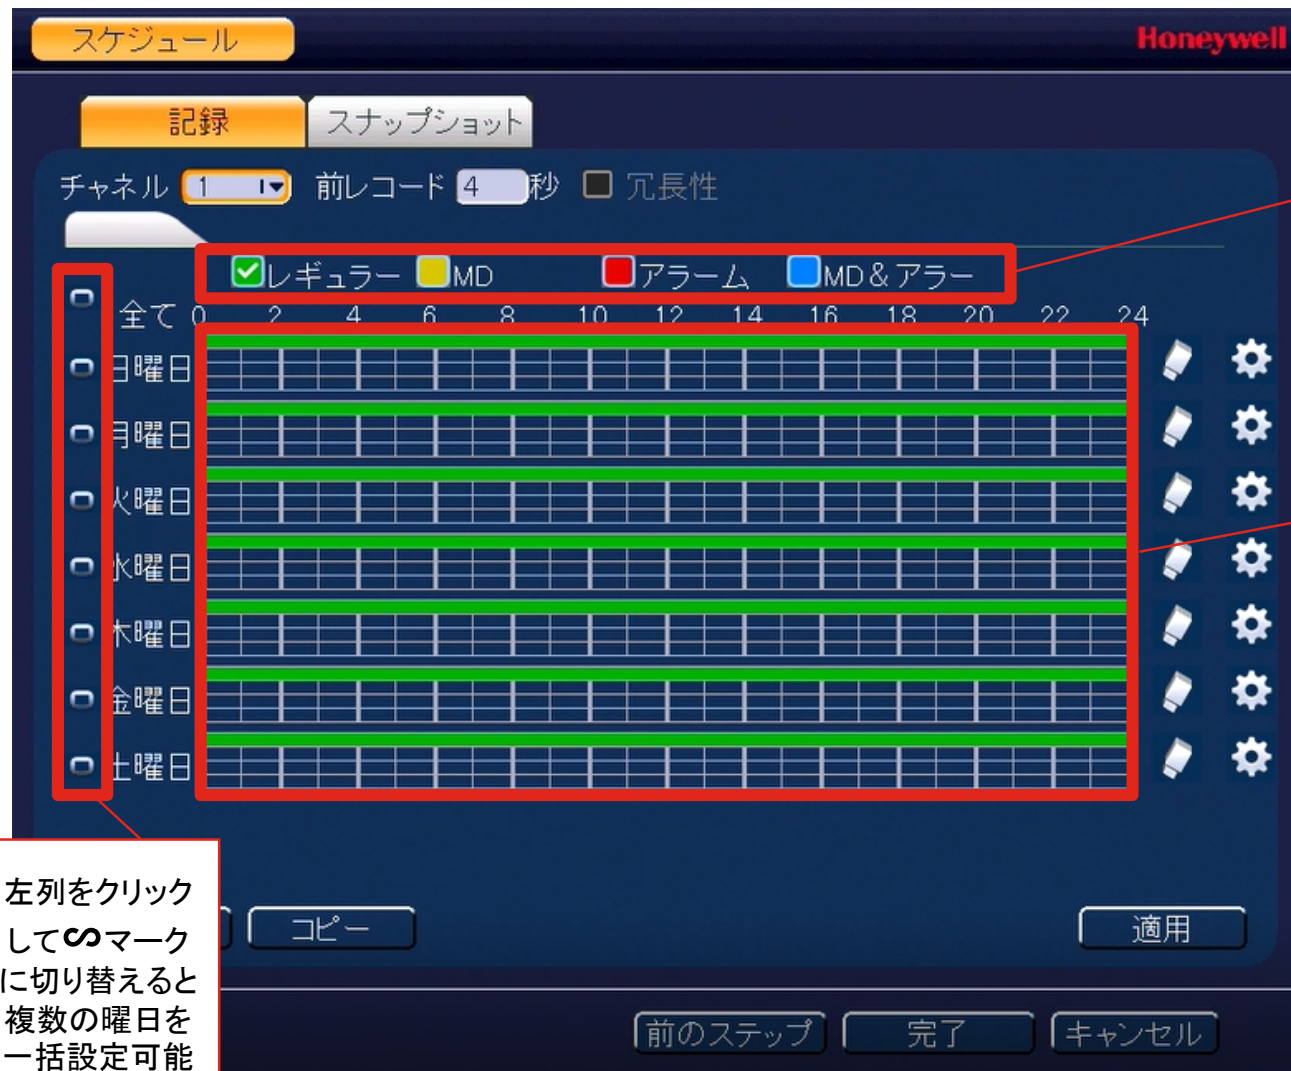 スケジュール
Honeywell
記録 スナップショット
チャネル 1 前レコード 4 秒 冗長性
レギュラー MD アラーム MD&アラー
全て 0 2 4 6 8 10 12 14 16 18 20 22 24
日曜日
月曜日
火曜日
水曜日
木曜日
金曜日
土曜日
左列をクリック
してᔕマーク
に切り替えると
複数の曜日を
一括設定可能
コピー 適用
前のステップ 完了 キャンセル